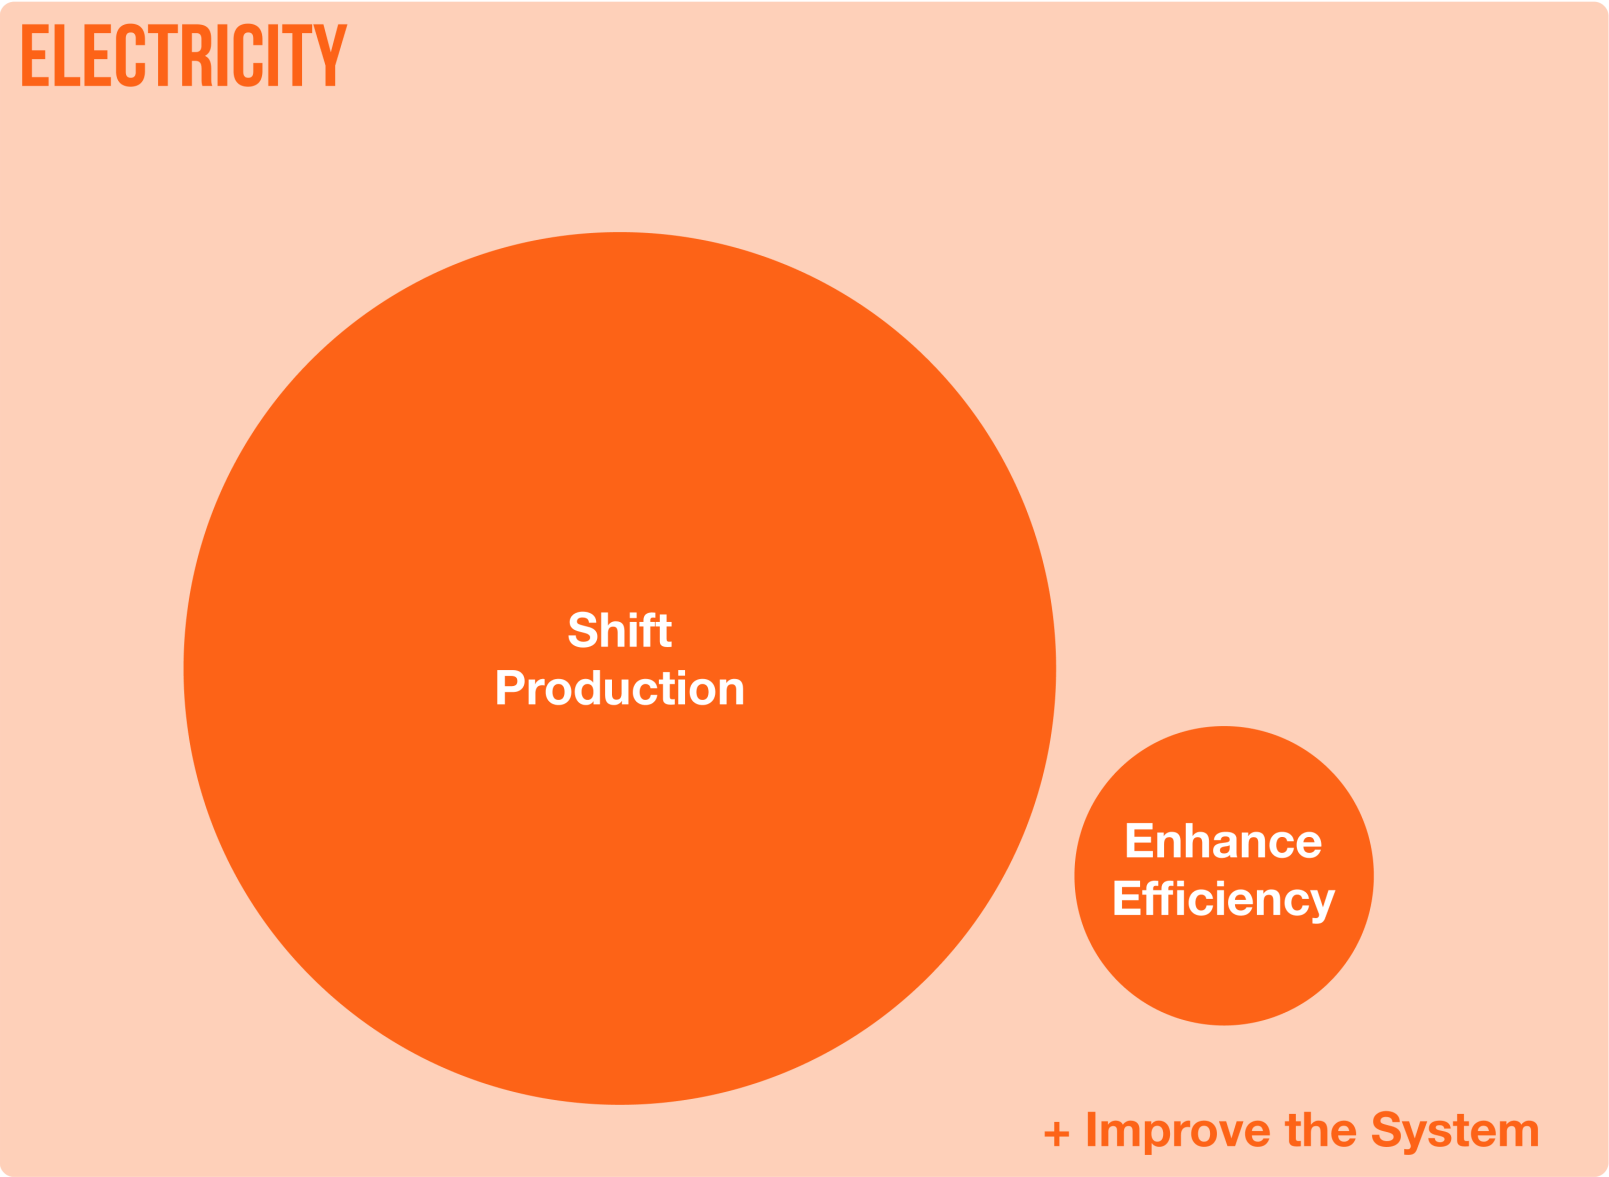 ELECTRICITY
Shift
Production
Enhance
Efficiency
+ Improve the System